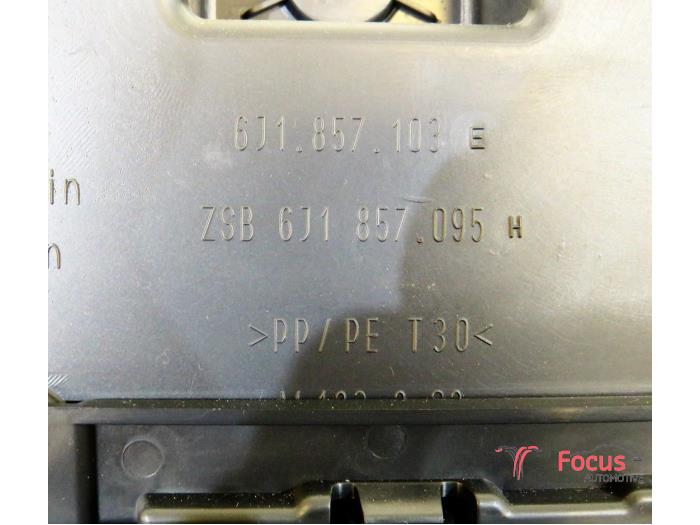 6J1.857.103 E
in
ZSB 6J1 857.095 H
n
>PP/PE T30<
Focus
AUTOMOTIVE